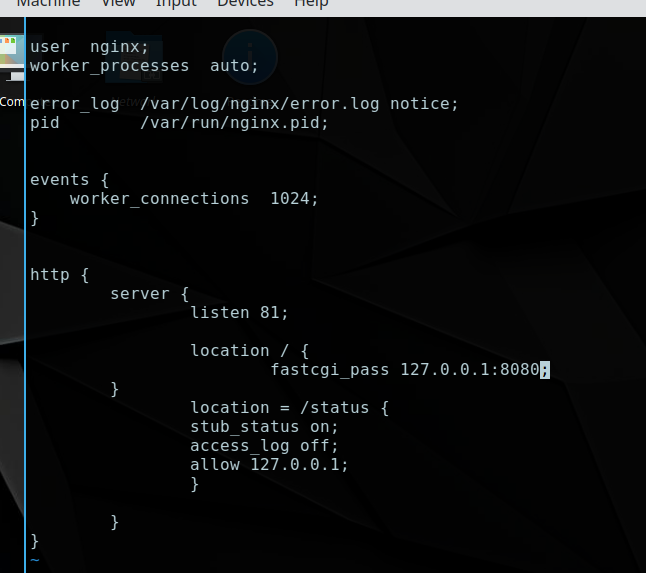 Machine View Input Devices Help
user  nginx;
worker_processes  auto;
error_log  /var/log/nginx/error.log notice;
pid        /var/run/nginx.pid;
events {
    worker_connections  1024;
}
http {
        server {
                listen 81;
                location / {
                        fastcgi_pass 127.0.0.1:8080;
        }
                location = /status {
                stub_status on;
                access_log off;
                allow 127.0.0.1;
                }
        }
}
~